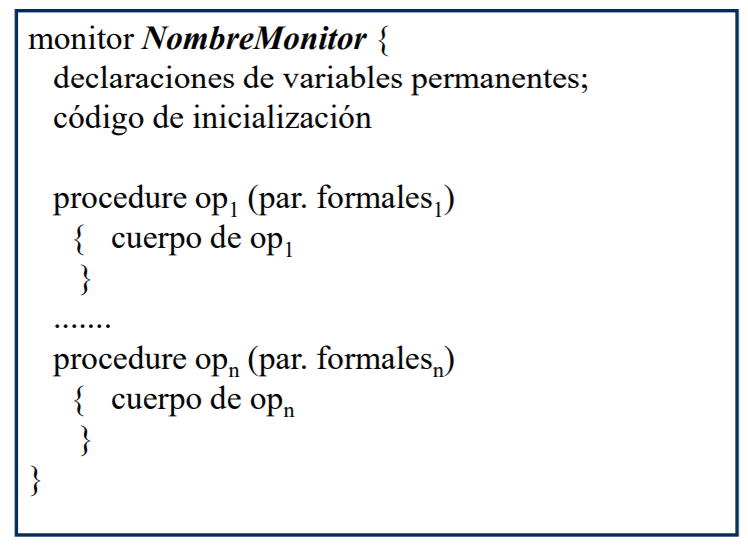 monitor NombreMonitor {
declaraciones de variables permanentes;
código de inicialización
procedure op₁ (par. formales₁)
{ cuerpo de op₁
}
.......
procedure opₙ (par. formalesₙ)
{ cuerpo de opₙ
}
}